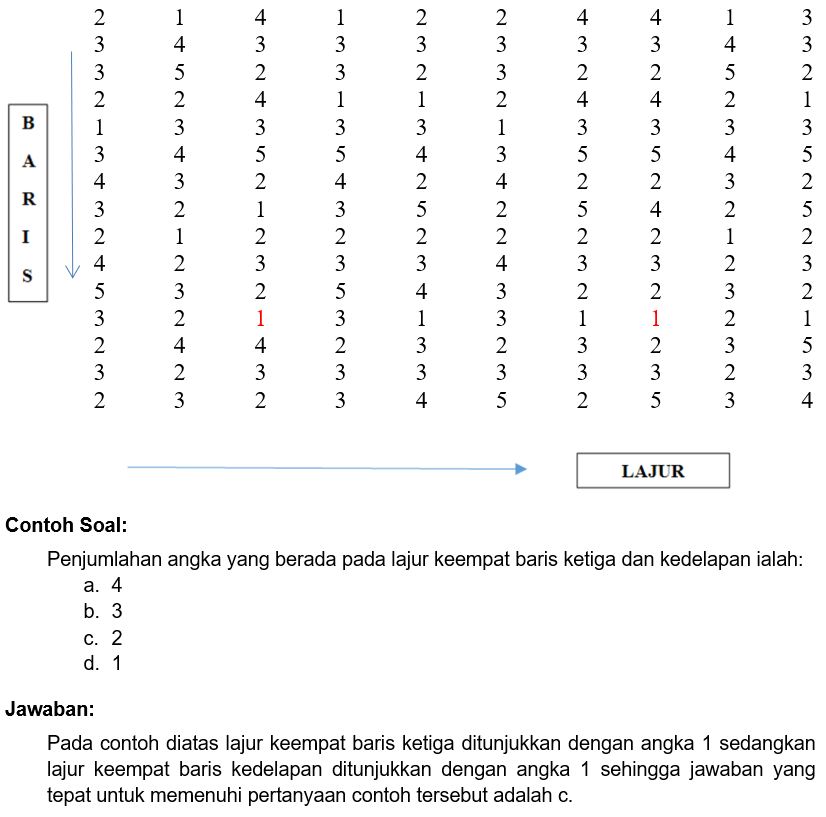 2 1 4 1 2 2 4 4 1 3
3 4 3 3 3 3 3 3 4 3
3 5 2 3 2 3 2 2 5 2
2 2 4 1 1 2 4 4 2 1
1 3 3 3 3 1 3 3 3 3
3 4 5 5 4 3 5 5 4 5
4 3 2 4 2 4 2 2 3 2
3 2 1 3 5 2 5 4 2 5
2 1 2 2 2 2 2 2 1 2
4 2 3 3 3 4 3 3 2 3
5 3 2 5 4 3 2 2 3 2
3 2 1 3 1 3 1 1 2 1
2 4 4 2 3 2 3 2 3 5
3 2 3 3 3 3 3 3 2 3
2 3 2 3 4 5 2 5 3 4
B
A
R
I
S
LAJUR
Contoh Soal:
Penjumlahan angka yang berada pada lajur keempat baris ketiga dan kedelapan ialah:
a. 4
b. 3
c. 2
d. 1
Jawaban:
Pada contoh diatas lajur keempat baris ketiga ditunjukkan dengan angka 1 sedangkan
lajur keempat baris kedelapan ditunjukkan dengan angka 1 sehingga jawaban yang
tepat untuk memenuhi pertanyaan contoh tersebut adalah c.